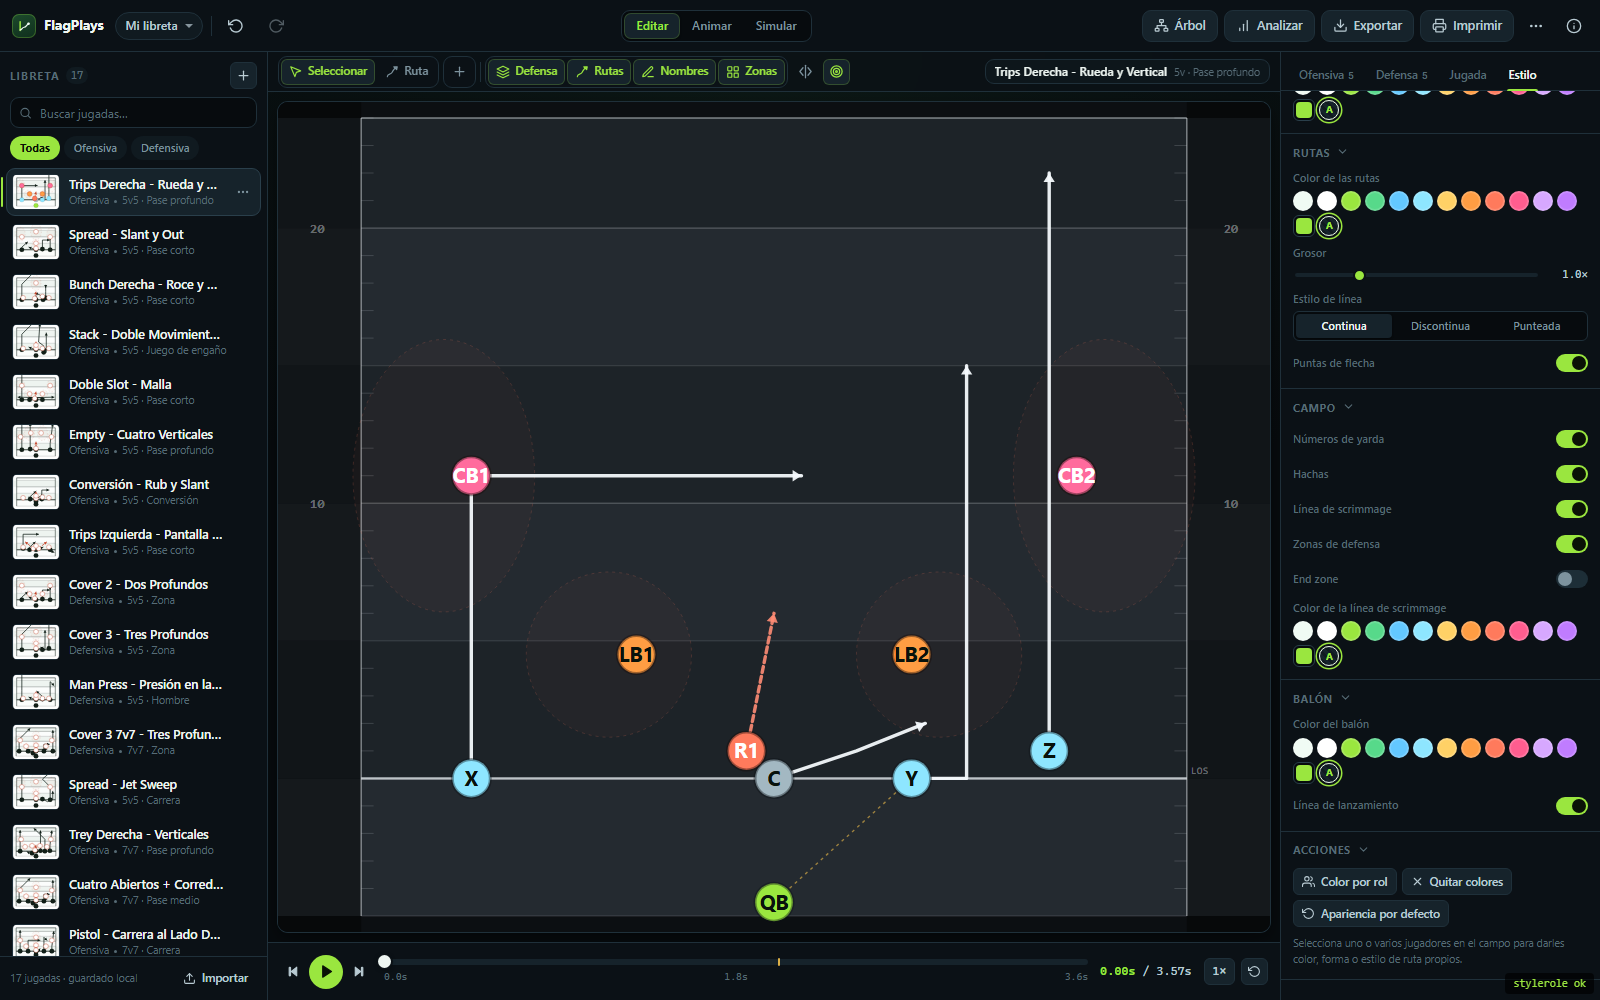 FlagPlays
Mi libreta
Editar
Animar
Simular
Árbol
Analizar
Exportar
Imprimir
LIBRETA 17
Buscar jugadas...
Todas
Ofensiva
Defensiva
Trips Derecha - Rueda y ...
Ofensiva • 5v5 · Pase profundo
Spread - Slant y Out
Ofensiva • 5v5 · Pase corto
Bunch Derecha - Roce y ...
Ofensiva • 5v5 · Pase corto
Stack - Doble Movimient...
Ofensiva • 5v5 · Juego de engaño
Doble Slot - Malla
Ofensiva • 5v5 · Pase corto
Empty - Cuatro Verticales
Ofensiva • 5v5 · Pase profundo
Conversión - Rub y Slant
Ofensiva • 5v5 · Conversión
Trips Izquierda - Pantalla ...
Ofensiva • 5v5 · Pase corto
Cover 2 - Dos Profundos
Defensiva • 5v5 · Zona
Cover 3 - Tres Profundos
Defensiva • 5v5 · Zona
Man Press - Presión en la...
Defensiva • 5v5 · Hombre
Cover 3 7v7 - Tres Profun...
Defensiva • 7v7 · Zona
Spread - Jet Sweep
Ofensiva • 5v5 · Carrera
Trey Derecha - Verticales
Ofensiva • 7v7 · Pase profundo
Cuatro Abiertos + Corred...
Ofensiva • 7v7 · Pase medio
Pistol - Carrera al Lado D...
Ofensiva • 7v7 · Carrera
17 jugadas · guardado local
Importar
Seleccionar
Ruta
Defensa
Rutas
Nombres
Zonas
Trips Derecha - Rueda y Vertical 5v · Pase profundo
20
20
10
10
CB1
CB2
LB1
LB2
R1
Z
X
C
Y
LOS
QB
0.0s
1.8s
3.6s
0.00s / 3.57s
1×
Ofensiva 5
Defensa 5
Jugada
Estilo
A
RUTAS
Color de las rutas
A
Grosor
1.0×
Estilo de línea
Continua
Discontinua
Punteada
Puntas de flecha
CAMPO
Números de yarda
Hachas
Línea de scrimmage
Zonas de defensa
End zone
Color de la línea de scrimmage
A
BALÓN
Color del balón
A
Línea de lanzamiento
ACCIONES
Color por rol
Quitar colores
Apariencia por defecto
Selecciona uno o varios jugadores en el campo para darles
color, forma o estilo de ruta propios.
stylerole ok